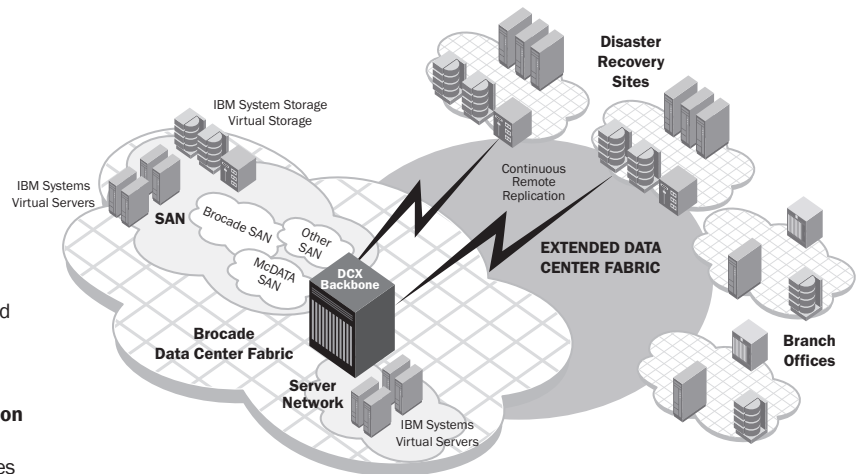 Disaster
Recovery
Sites
IBM System Storage
Virtual Storage
IBM Systems
Virtual Servers
SAN
Brocade SAN
Other
SAN
McDATA
SAN
DCX
Backbone
Continuous
Remote
Replication
EXTENDED DATA
CENTER FABRIC
Brocade
Data Center Fabric
Server
Network
IBM Systems
Virtual Servers
Branch
Offices
d
on
es